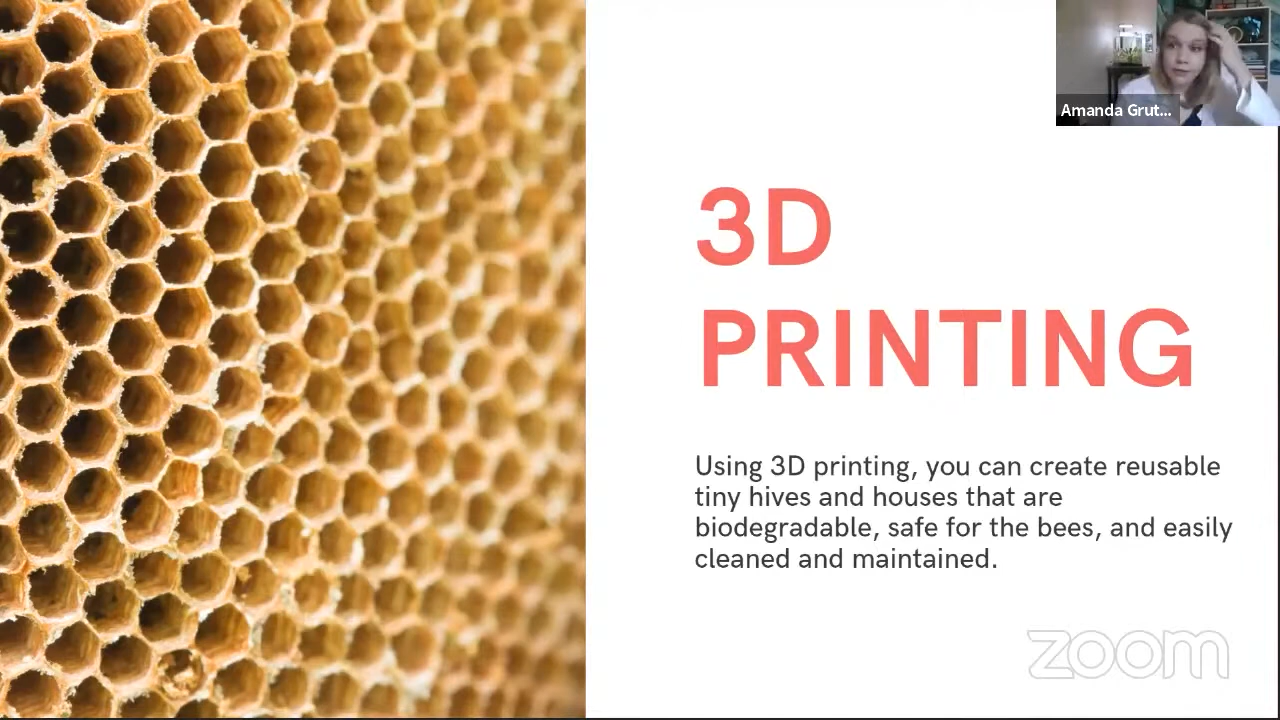 Amanda Grut...
3D
PRINTING
Using 3D printing, you can create reusable
tiny hives and houses that are
biodegradable, safe for the bees, and easily
cleaned and maintained.
zoom